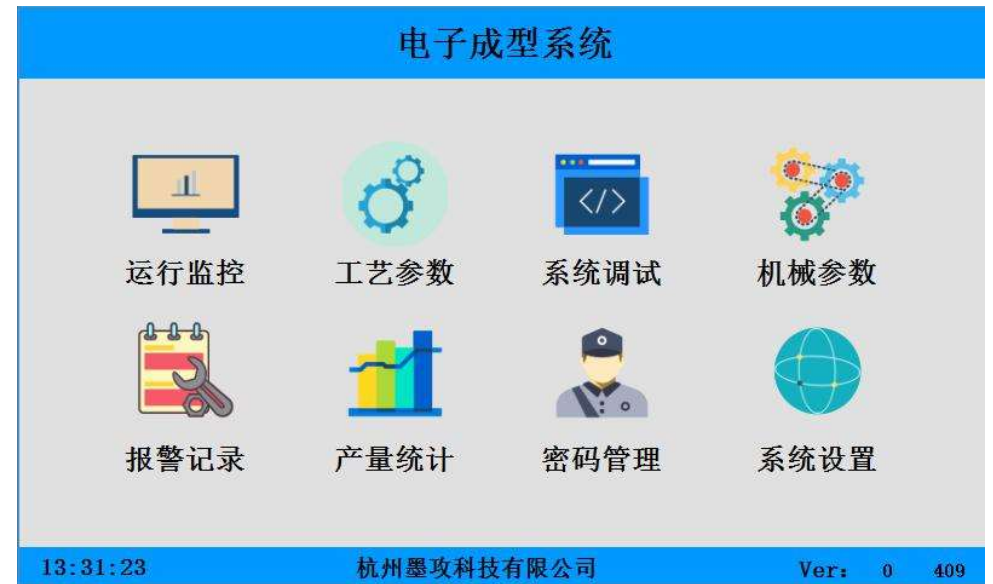 电子成型系统
</>
运行监控 工艺参数 系统调试 机械参数
报警记录 产量统计 密码管理 系统设置
13:31:23 杭州墨攻科技有限公司 Ver: 0 409